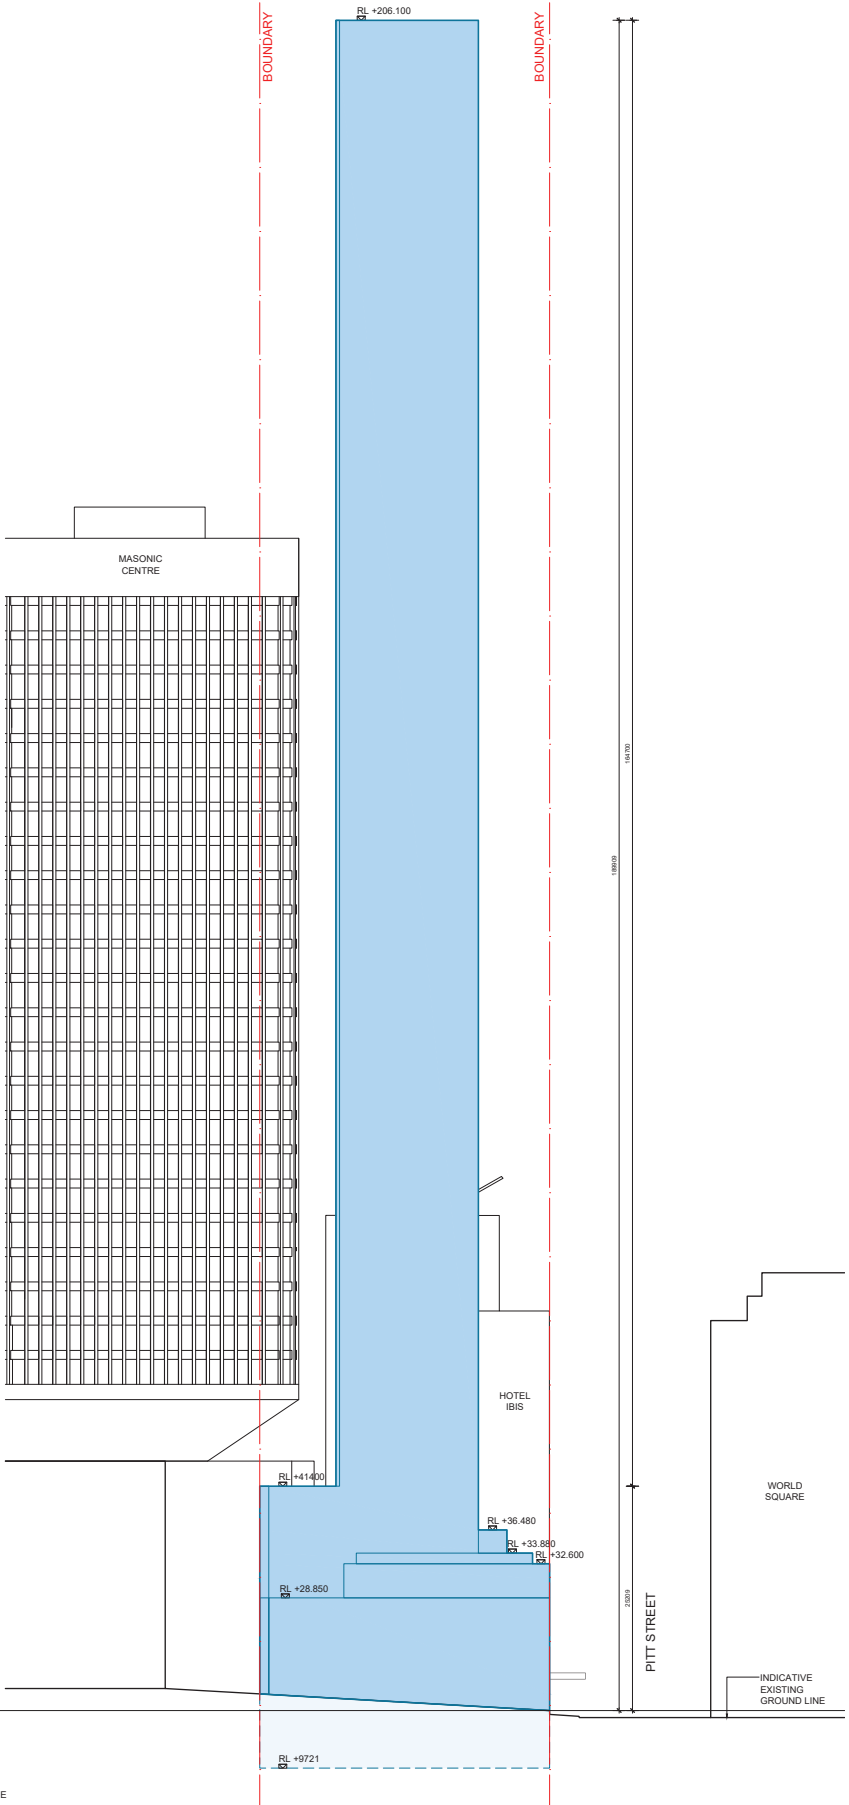 RL +206.100
BOUNDARY
BOUNDARY
MASONIC
CENTRE
164700
189909
HOTEL
IBIS
RL +41400
WORLD
SQUARE
RL +36.480
RL +33.880
RL +32.600
RL +28.850
25209
PITT STREET
INDICATIVE
EXISTING
GROUND LINE
RL +9721
E